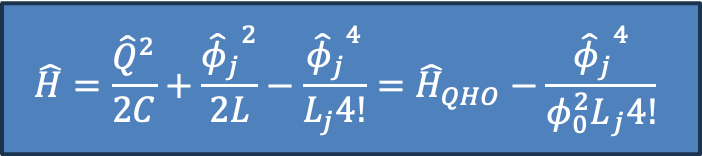 Ĥ = Q̂²/2C + ϕ̂ⱼ²/2L − ϕ̂ⱼ⁴/Lⱼ4! = Ĥ_QHO − ϕ̂ⱼ⁴/ϕ₀²Lⱼ4!